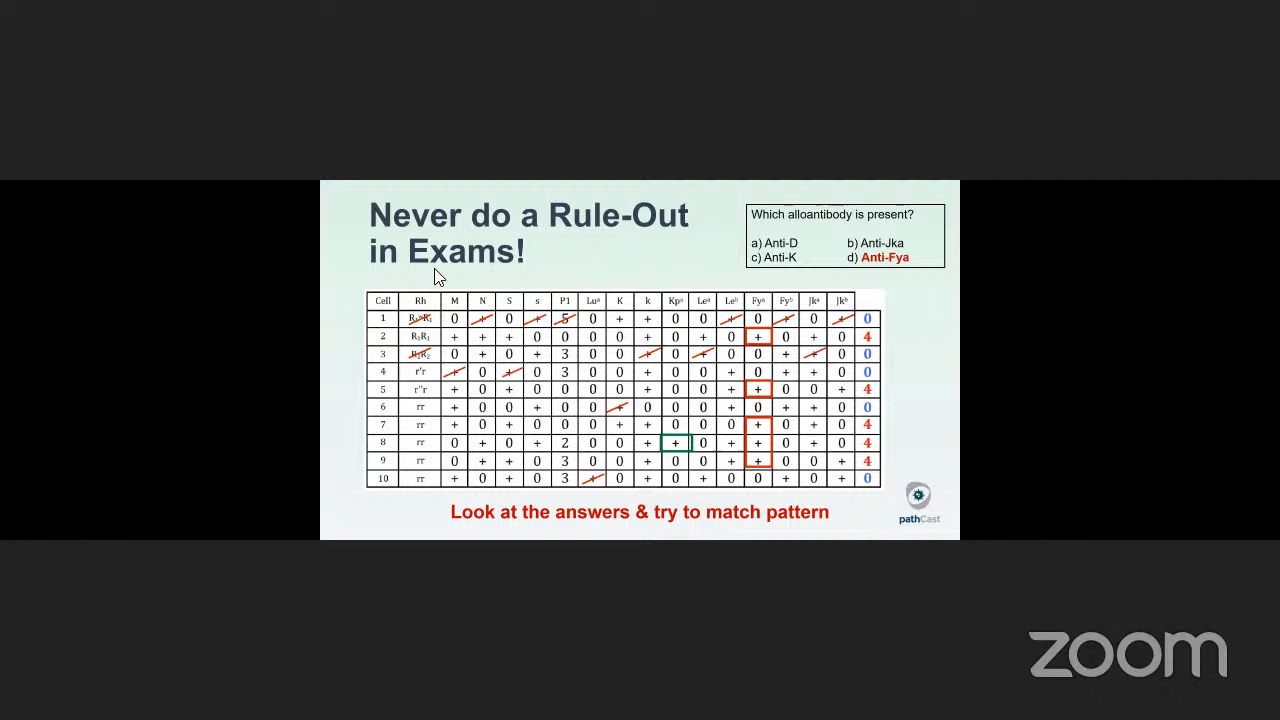 Never do a Rule-Out
in Exams!
Which alloantibody is present?
a) Anti-D b) Anti-Jka
c) Anti-K d) Anti-Fya
Cell Rh M N S s P1 Luᵃ K k Kpᵃ Leᵃ Leᵇ Fyᵃ Fyᵇ Jkᵃ Jkᵇ
1 0 + 0 + 5 0 + + 0 0 + 0 + 0 + 0
2 R₁R₁ + + + 0 0 0 0 + 0 + 0 + 0 + 0 4
3 R₂R₂ 0 + 0 + 3 0 0 + 0 + 0 0 + + 0 0
4 r'r + 0 + 0 3 0 0 + 0 0 + 0 + + 0 0
5 r"r + 0 + 0 0 0 0 + 0 0 + + 0 0 + 4
6 rr + 0 0 + 0 0 + 0 0 0 + 0 + + 0 0
7 rr + 0 + 0 0 0 + + 0 0 + + 0 + 0 4
8 rr 0 + 0 + 2 0 0 + + 0 + + 0 + 0 4
9 rr 0 + + 0 3 0 0 + 0 0 + + 0 0 + 4
10 rr + 0 + 0 3 + 0 + 0 + 0 0 + 0 + 0
Look at the answers & try to match pattern
pathCast
zoom